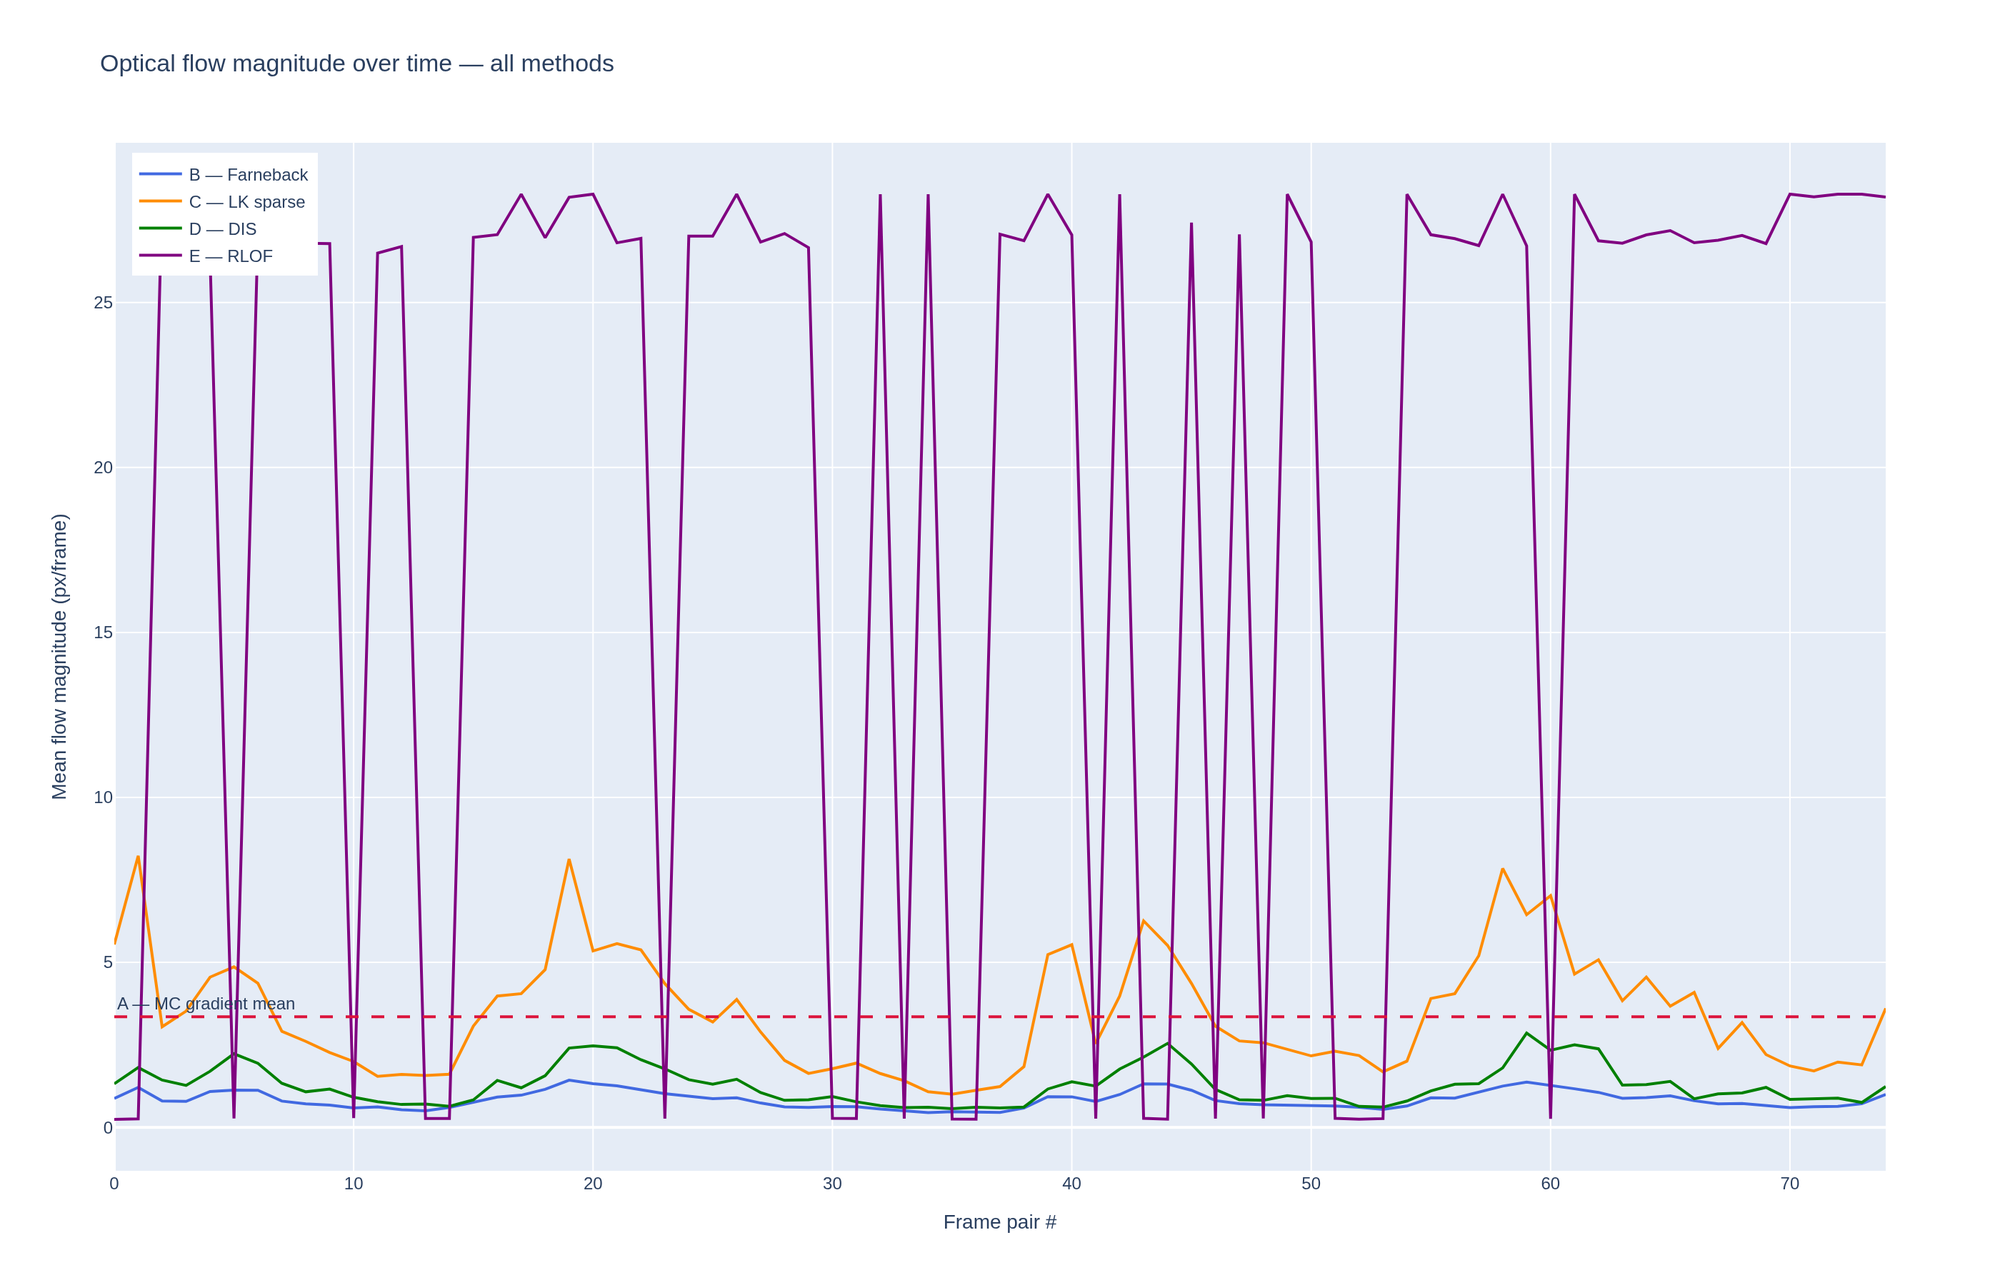 Optical flow magnitude over time — all methods
B — Farneback
C — LK sparse
D — DIS
E — RLOF
25
20
15
10
5
0
Mean flow magnitude (px/frame)
A — MC gradient mean
0 10 20 30 40 50 60 70
Frame pair #